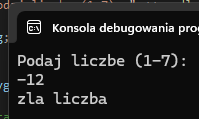 Konsola debugowania prog
Podaj liczbe (1-7):
-12
zla liczba